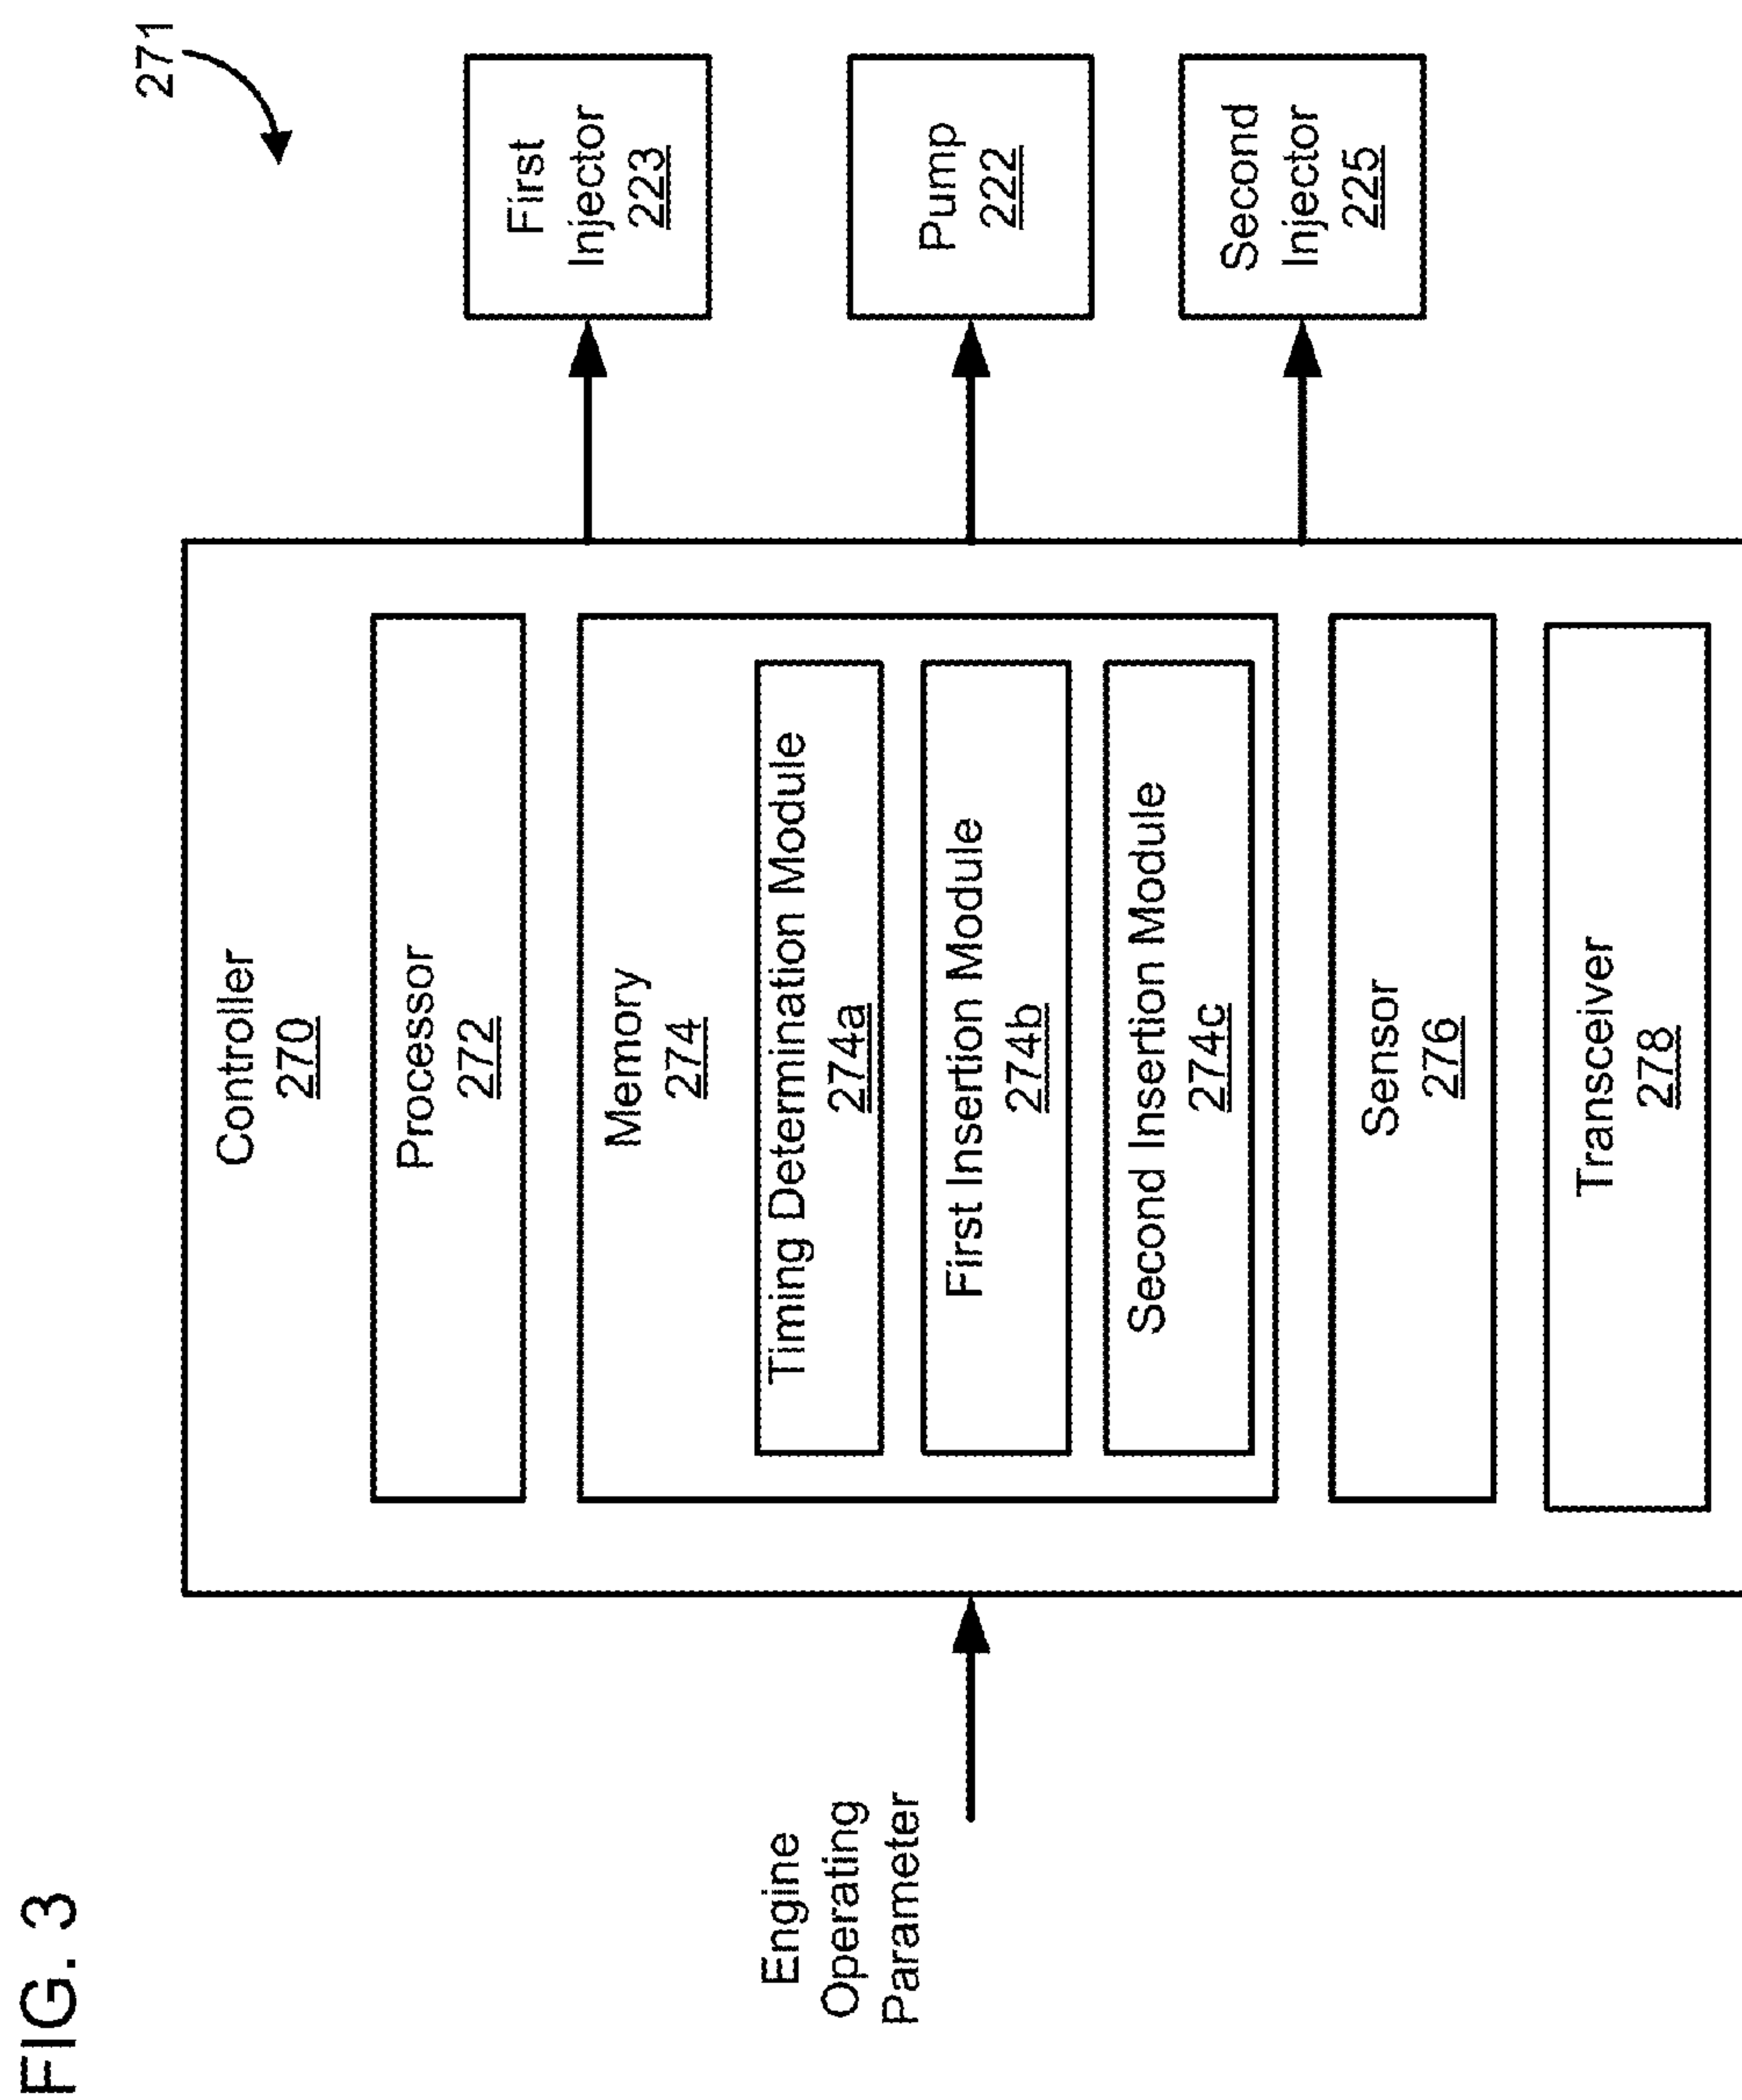 FIG. 3
271
Engine
Operating
Parameter
Controller
270
Processor
272
Memory
274
Timing Determination Module
274a
First Insertion Module
274b
Second Insertion Module
274c
Sensor
276
Transceiver
278
First
Injector
223
Pump
222
Second
Injector
225